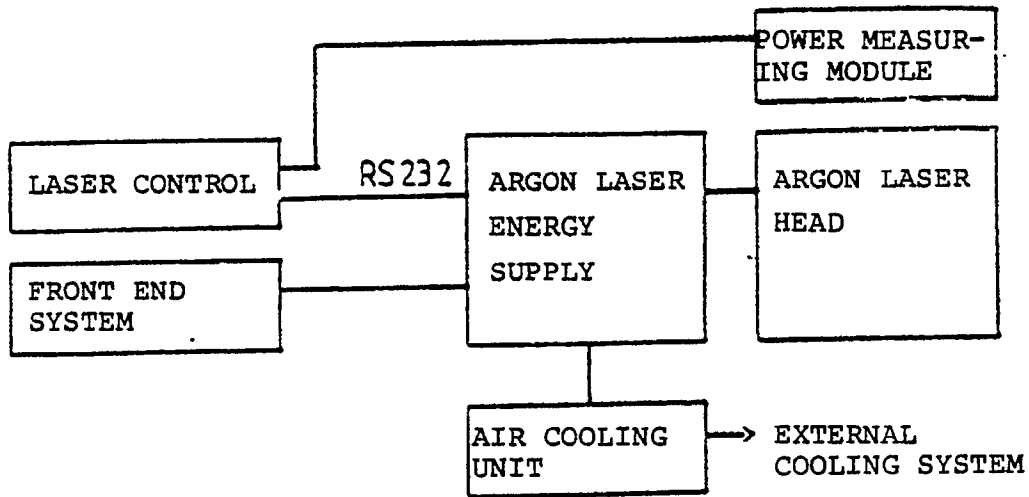 POWER MEASUR-
ING MODULE
LASER CONTROL
RS232
ARGON LASER
ENERGY
SUPPLY
ARGON LASER
HEAD
FRONT END
SYSTEM
AIR COOLING
UNIT
EXTERNAL
COOLING SYSTEM